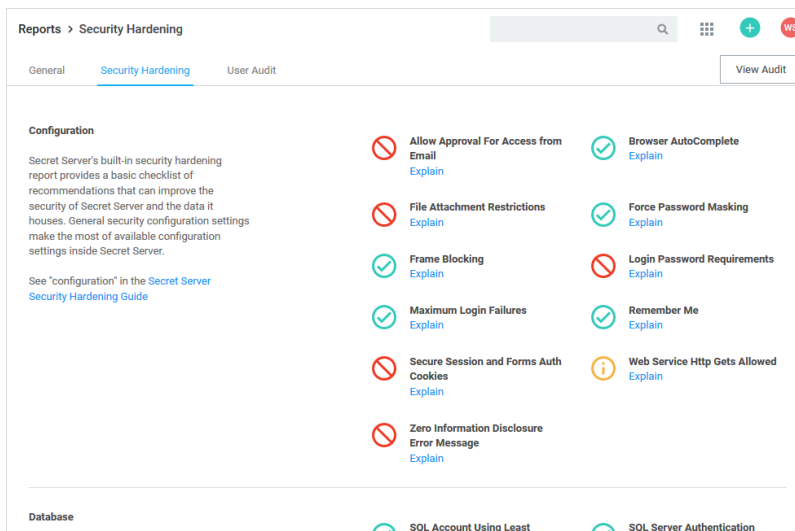 Reports > Security Hardening
WS
General Security Hardening User Audit View Audit
Configuration
Secret Server's built-in security hardening
report provides a basic checklist of
recommendations that can improve the
security of Secret Server and the data it
houses. General security configuration settings
make the most of available configuration
settings inside Secret Server.
See "configuration" in the Secret Server
Security Hardening Guide
Allow Approval For Access from
Email
Explain
Browser AutoComplete
Explain
File Attachment Restrictions
Explain
Force Password Masking
Explain
Frame Blocking
Explain
Login Password Requirements
Explain
Maximum Login Failures
Explain
Remember Me
Explain
Secure Session and Forms Auth
Cookies
Explain
Web Service Http Gets Allowed
Explain
Zero Information Disclosure
Error Message
Explain
Database
SQL Account Using Least
SQL Server Authentication